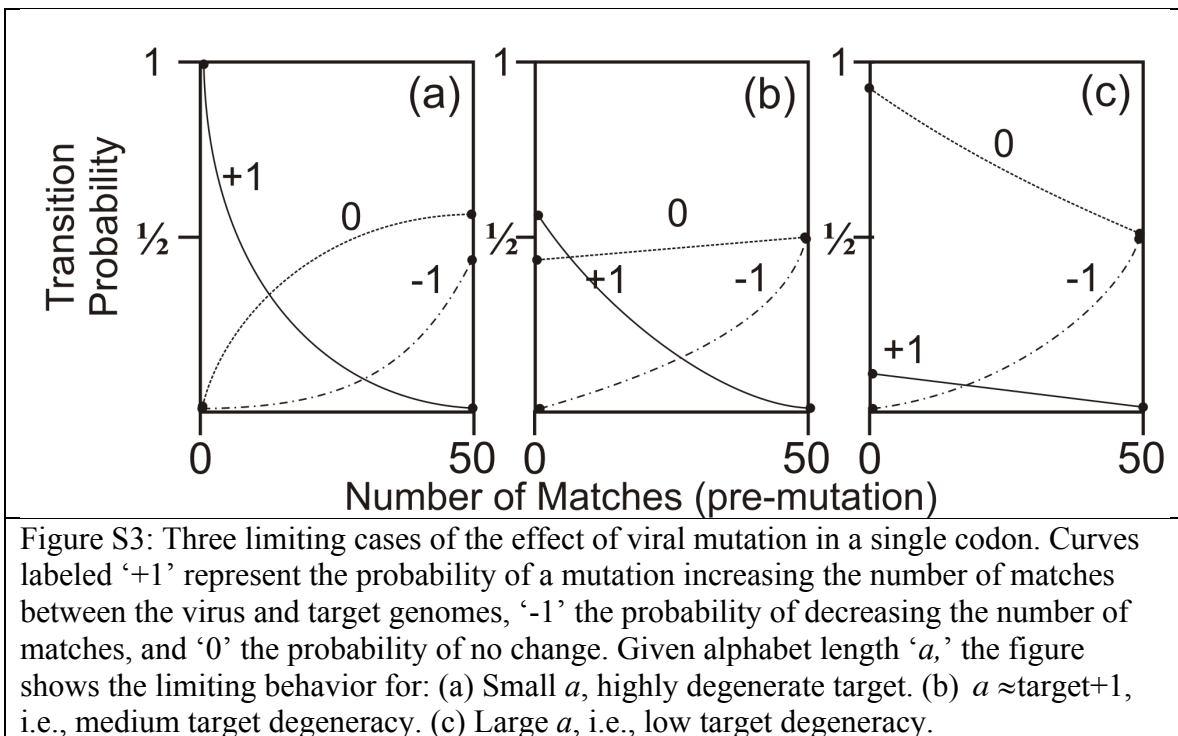 1 1 1
(a) (b) (c)
+1 0 0 0
Transition
Probability
½ ½ ½
-1 +1 -1 -1
+1
0 50 0 50 0 50
Number of Matches (pre-mutation)
Figure S3: Three limiting cases of the effect of viral mutation in a single codon. Curves
labeled ‘+1’ represent the probability of a mutation increasing the number of matches
between the virus and target genomes, ‘-1’ the probability of decreasing the number of
matches, and ‘0’ the probability of no change. Given alphabet length ‘a,’ the figure
shows the limiting behavior for: (a) Small a, highly degenerate target. (b) a ≈target+1,
i.e., medium target degeneracy. (c) Large a, i.e., low target degeneracy.